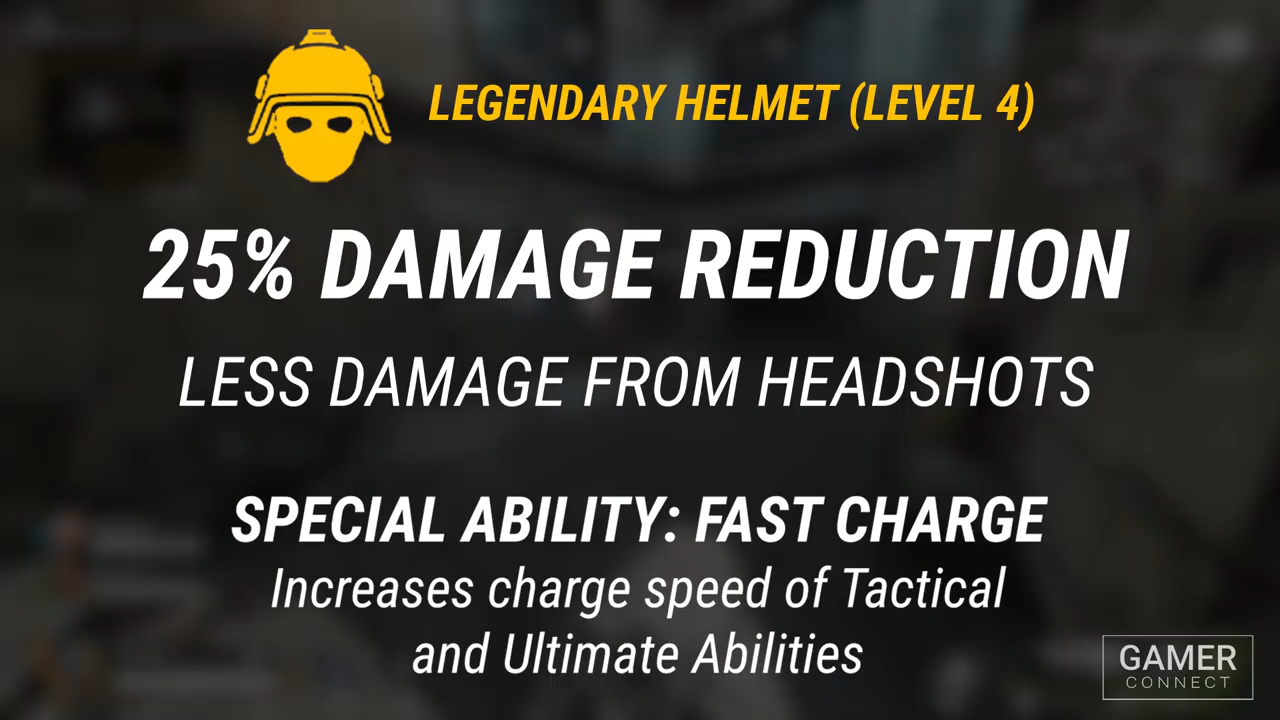 LEGENDARY HELMET (LEVEL 4)
25% DAMAGE REDUCTION
LESS DAMAGE FROM HEADSHOTS
SPECIAL ABILITY: FAST CHARGE
Increases charge speed of Tactical
and Ultimate Abilities
GAMER
CONNECT